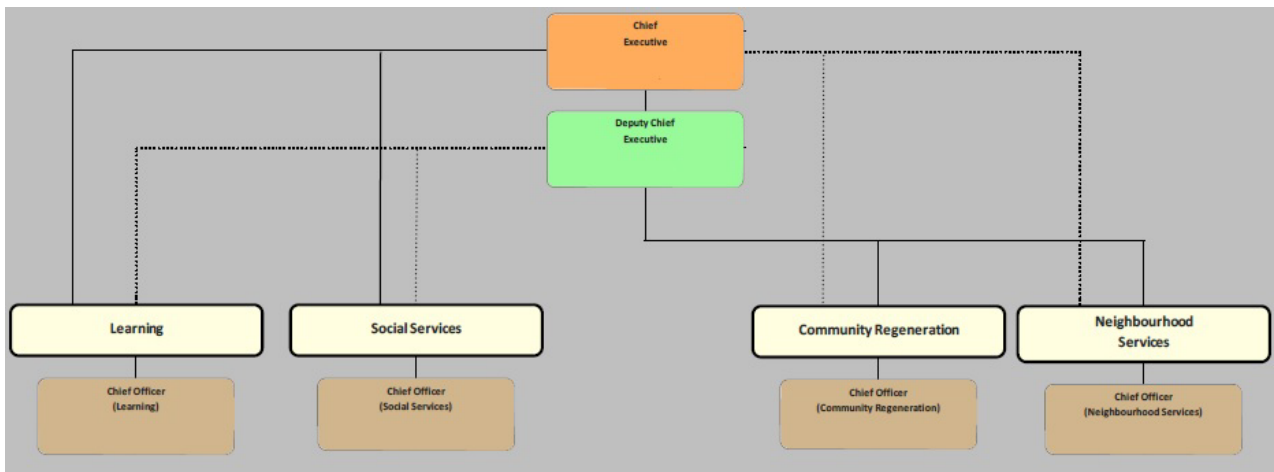 Chief
Executive
Deputy Chief
Executive
Learning
Social Services
Community Regeneration
Neighbourhood
Services
Chief Officer
(Learning)
Chief Officer
(Social Services)
Chief Officer
(Community Regeneration)
Chief Officer
(Neighbourhood Services)